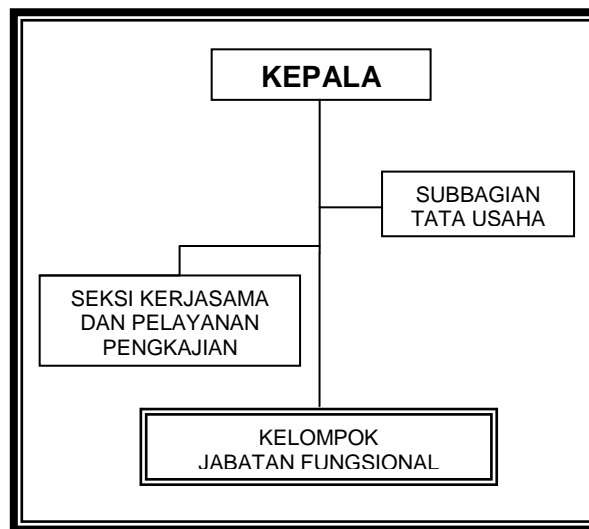 KEPALA
SUBBAGIAN
TATA USAHA
SEKSI KERJASAMA
DAN PELAYANAN
PENGKAJIAN
KELOMPOK
JABATAN FUNGSIONAL